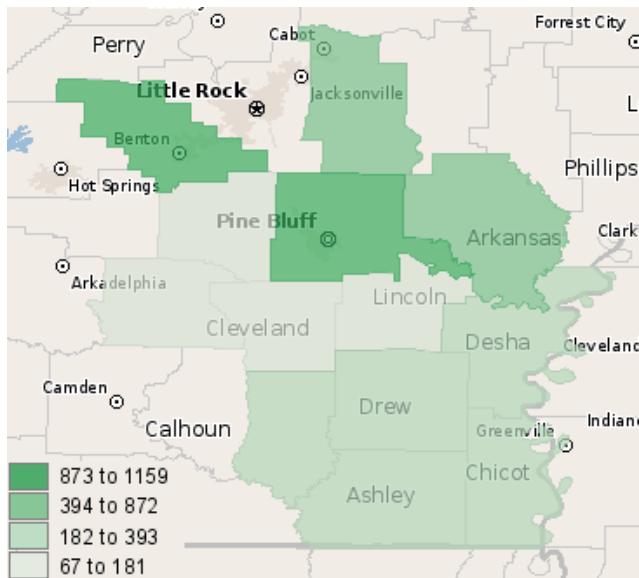 Forrest City
Cabot
Perry
Little Rock
Jacksonville
L
Benton
Phillips
Hot Springs
Pine Bluff
Clark
Arkansas
Arkadelphia
Lincoln
Cleveland
Desha
Cleveland
Camden
Drew
Indian
Calhoun
Greenville
873 to 1159
Chicot
394 to 872
Ashley
182 to 393
67 to 181